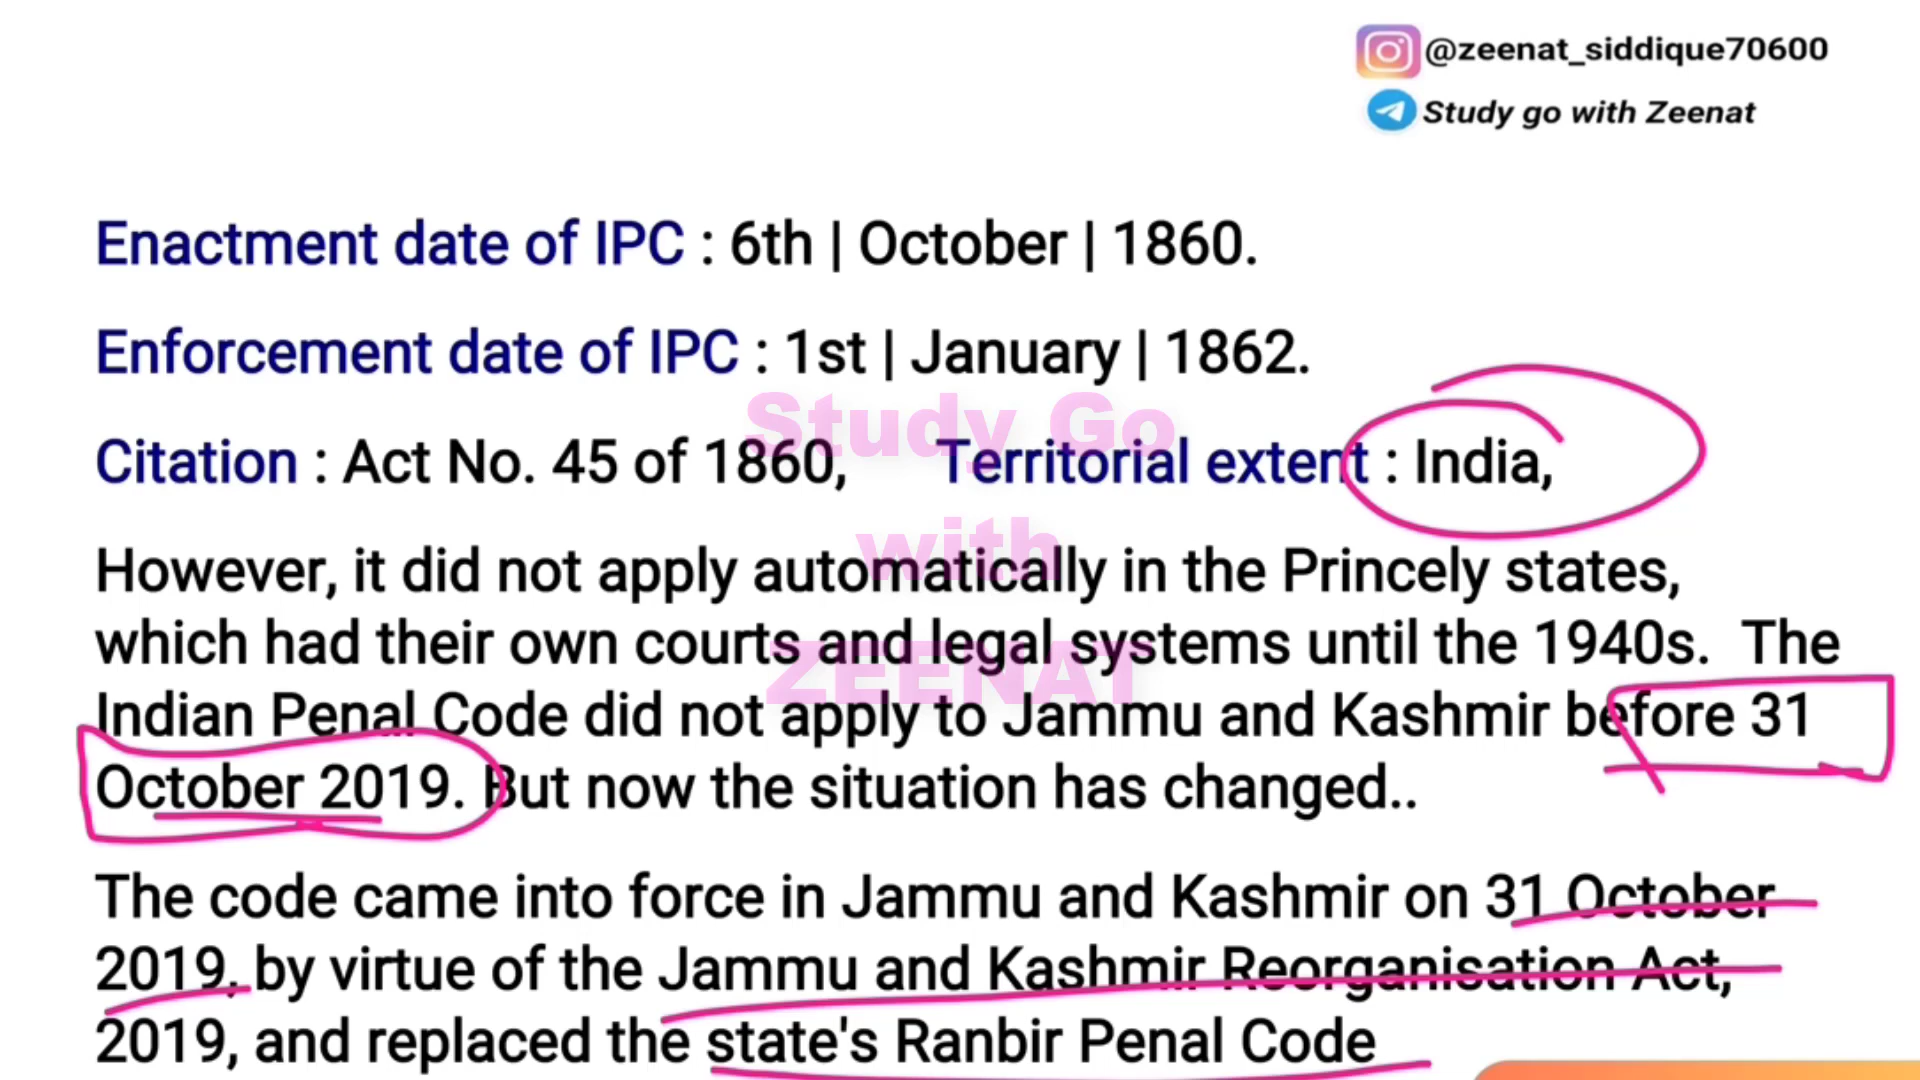 @zeenat_siddique70600
Study go with Zeenat
Enactment date of IPC : 6th | October | 1860.
Enforcement date of IPC : 1st | January | 1862.
Citation : Act No. 45 of 1860, Territorial extent : India,
However, it did not apply automatically in the Princely states,
which had their own courts and legal systems until the 1940s. The
Indian Penal Code did not apply to Jammu and Kashmir before 31
October 2019. But now the situation has changed..
The code came into force in Jammu and Kashmir on 31 October
2019, by virtue of the Jammu and Kashmir Reorganisation Act,
2019, and replaced the state's Ranbir Penal Code
Study Go
with
ZEENAT